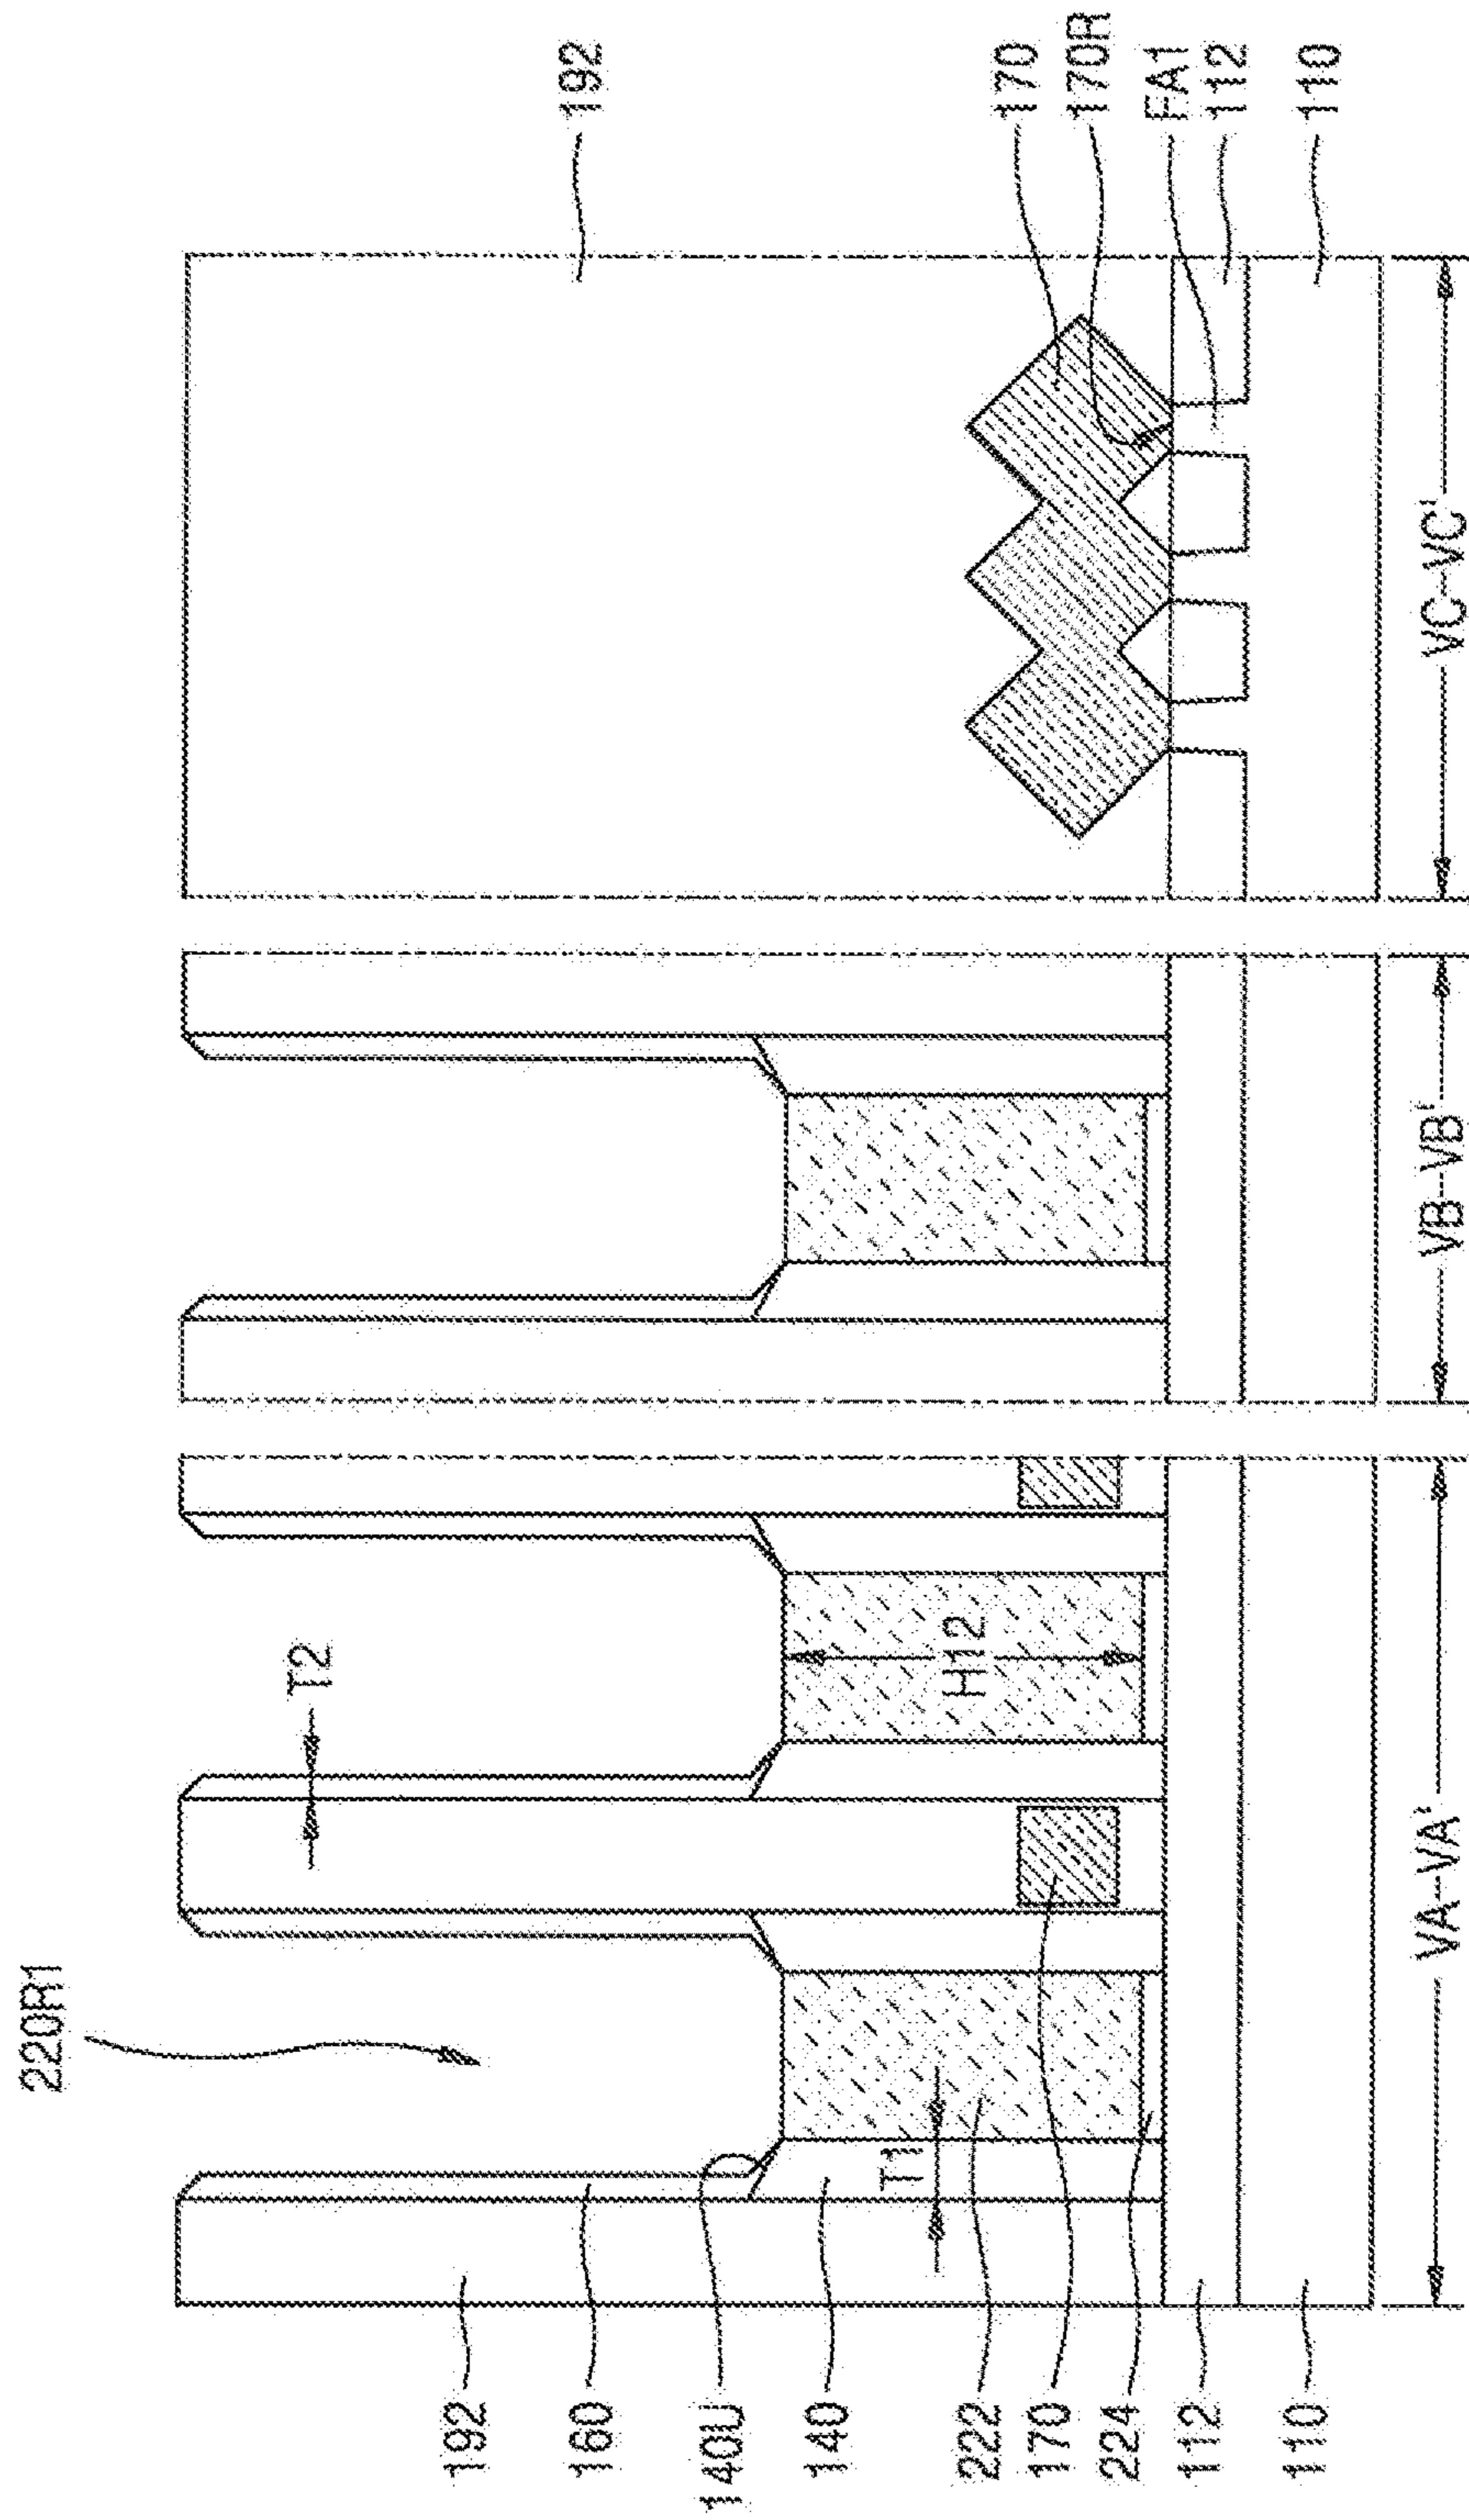 220R1
T2
192
160
140U
140
222
170
224
112
110
T1
H12
192
170
170R
FA1
112
110
VA-VA'
VB-VB'
VC-VC'